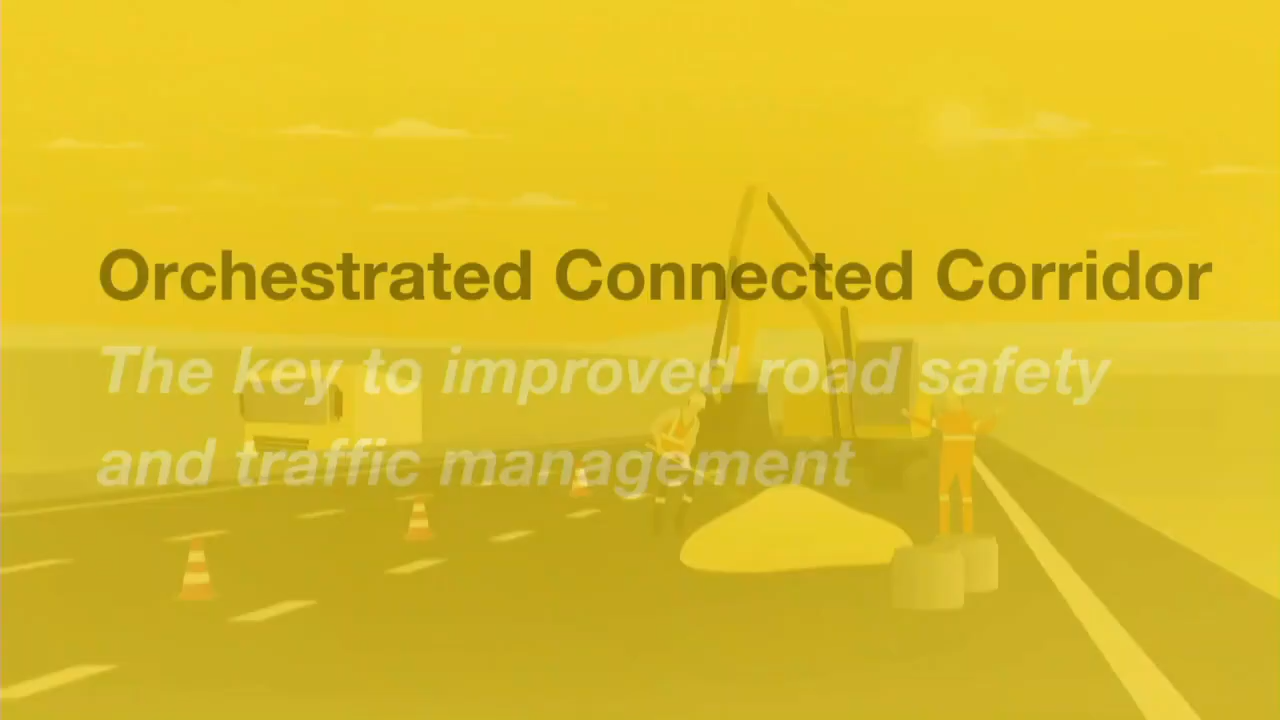 Orchestrated Connected Corridor
The key to improved road safety
and traffic management